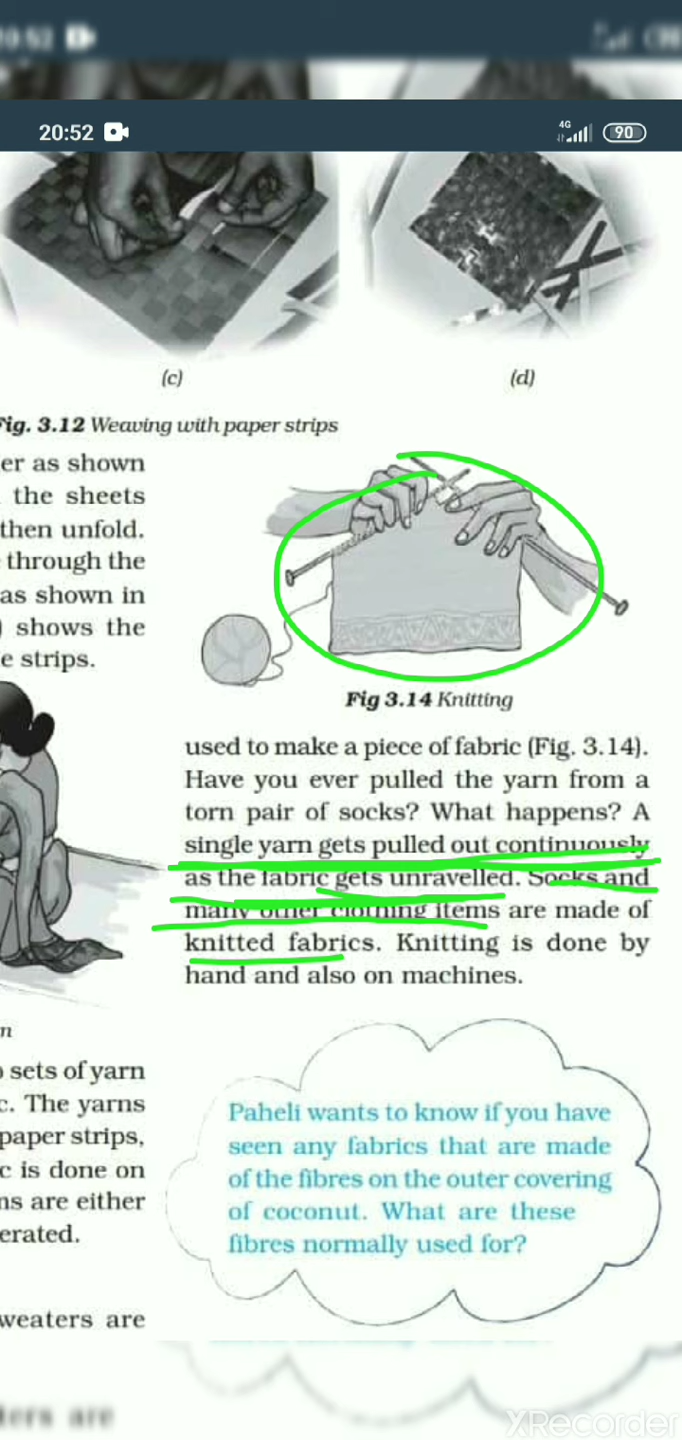 20:52
20:52
4G
90
(c)
(d)
Fig. 3.12 Weaving with paper strips
er as shown
the sheets
then unfold.
through the
as shown in
) shows the
e strips.
Fig 3.14 Knitting
used to make a piece of fabric (Fig. 3.14).
Have you ever pulled the yarn from a
torn pair of socks? What happens? A
single yarn gets pulled out continuously
as the fabric gets unravelled. Socks and
many other clothing items are made of
knitted fabrics. Knitting is done by
hand and also on machines.
n
sets of yarn
c. The yarns
paper strips,
c is done on
ns are either
erated.
weaters are
Paheli wants to know if you have
seen any fabrics that are made
of the fibres on the outer covering
of coconut. What are these
fibres normally used for?
ters are
XRecorder